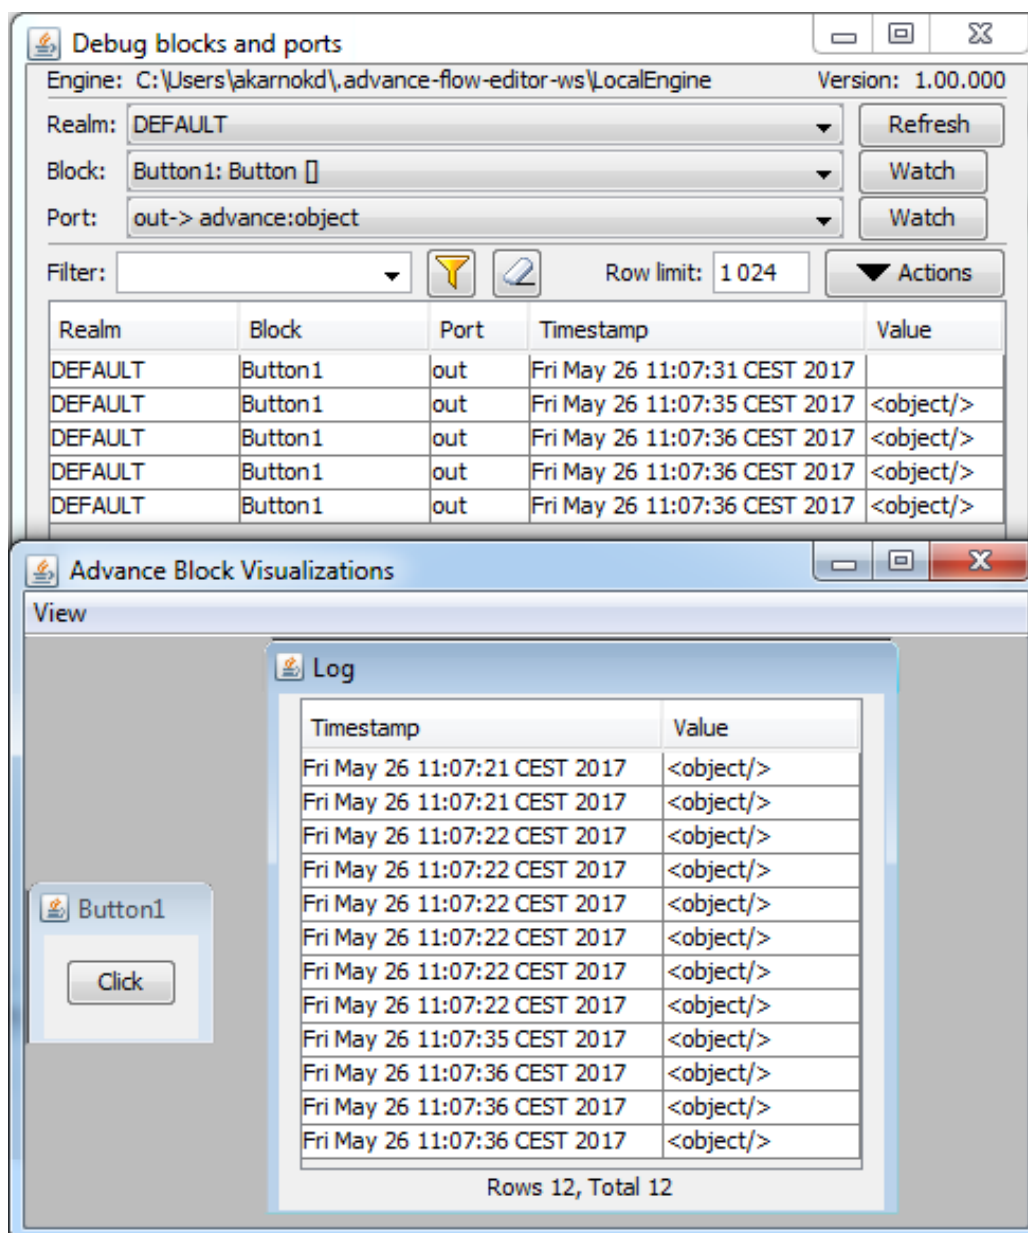 Debug blocks and ports
Engine: C:\Users\akarnokd\.advance-flow-editor-ws\LocalEngine Version: 1.00.000
Realm: DEFAULT Refresh
Block: Button1: Button [] Watch
Port: out-> advance:object Watch
Filter: Row limit: 1 024 Actions
Realm Block Port Timestamp Value
DEFAULT Button1 out Fri May 26 11:07:31 CEST 2017
DEFAULT Button1 out Fri May 26 11:07:35 CEST 2017 <object/>
DEFAULT Button1 out Fri May 26 11:07:36 CEST 2017 <object/>
DEFAULT Button1 out Fri May 26 11:07:36 CEST 2017 <object/>
DEFAULT Button1 out Fri May 26 11:07:36 CEST 2017 <object/>
Advance Block Visualizations
View
Log
Timestamp Value
Fri May 26 11:07:21 CEST 2017 <object/>
Fri May 26 11:07:21 CEST 2017 <object/>
Fri May 26 11:07:22 CEST 2017 <object/>
Fri May 26 11:07:22 CEST 2017 <object/>
Fri May 26 11:07:22 CEST 2017 <object/>
Fri May 26 11:07:22 CEST 2017 <object/>
Fri May 26 11:07:22 CEST 2017 <object/>
Fri May 26 11:07:22 CEST 2017 <object/>
Fri May 26 11:07:35 CEST 2017 <object/>
Fri May 26 11:07:36 CEST 2017 <object/>
Fri May 26 11:07:36 CEST 2017 <object/>
Fri May 26 11:07:36 CEST 2017 <object/>
Rows 12, Total 12
Button1
Click